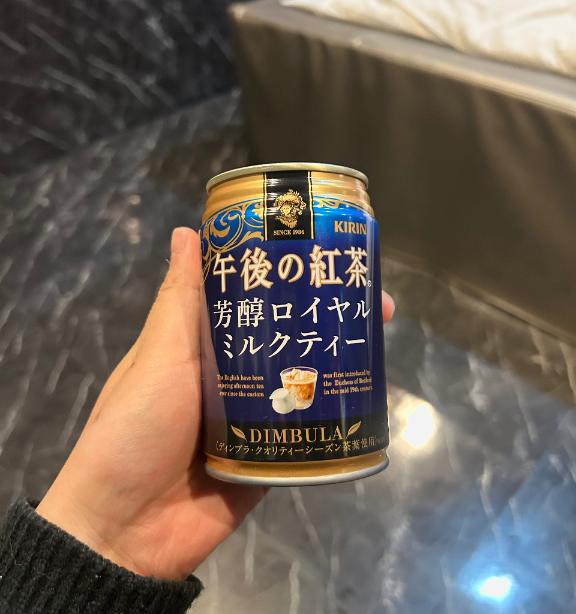 SINCE 1986
KIRIN
午後の紅茶
芳醇ロイヤル
ミルクティー
The English have been
enjoying afternoon tea
ever since the custom
was first introduced by
the Duchess of Bedford
in the mid 19th century.
DIMBULA
(ディンブラ・クオリティーシーズン茶葉使用